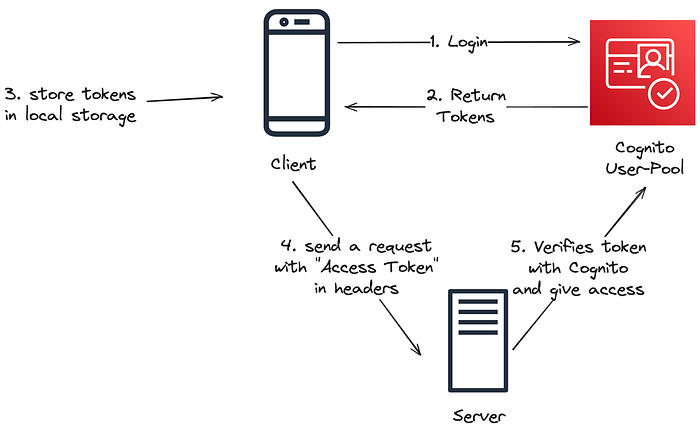 1. Login
2. Return
Tokens
3. store tokens
in local storage
Client
Cognito
User-Pool
4. send a request
with "Access Token"
in headers
5. Verifies token
with Cognito
and give access
Server